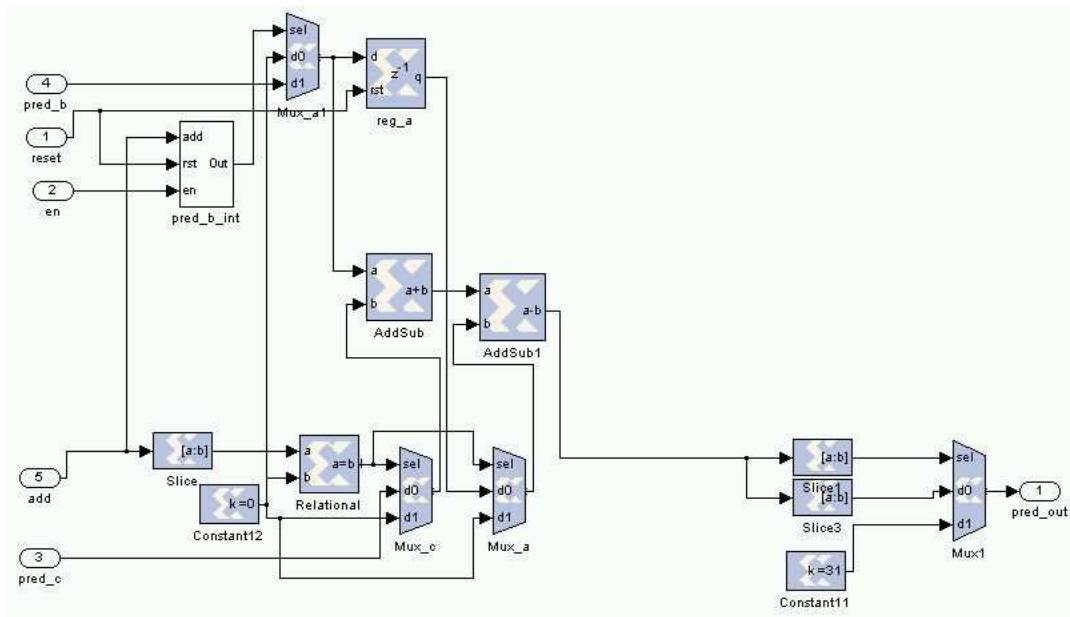 sel
d0
d1
Mux_a1
d
z-1
q
rst
reg_a
4
pred_b
1
reset
2
en
add
rst Out
en
pred_b_int
a
a+b
b
AddSub
a
a-b
b
AddSub1
5
add
[a:b]
Slice
k =0
Constant12
a
a=b
b
Relational
sel
d0
d1
Mux_c
sel
d0
d1
Mux_a
3
pred_c
[a:b]
Slice1
[a:b]
Slice3
k =31
Constant11
sel
d0
d1
Mux1
1
pred_out